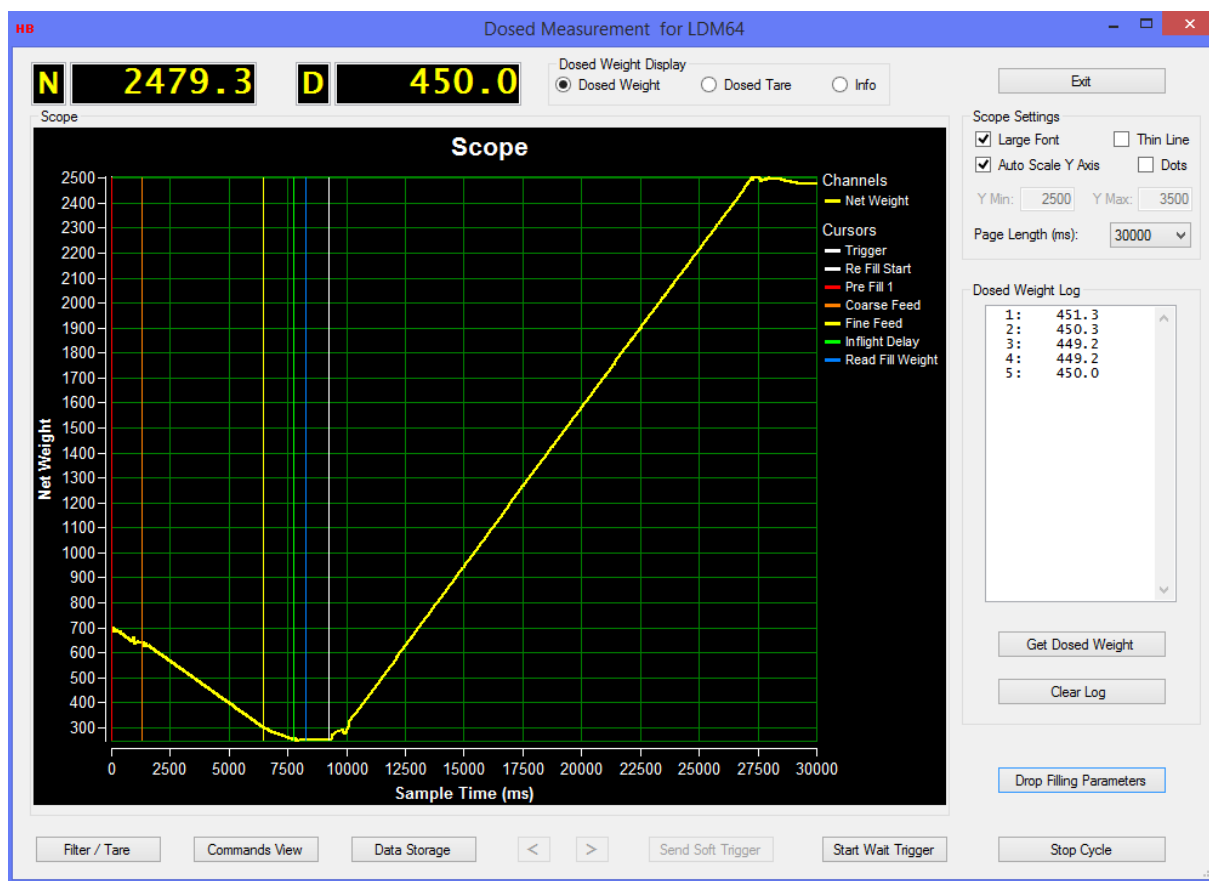 HB
Dosed Measurement for LDM64
N 2479.3 D 450.0
Dosed Weight Display
Dosed Weight Dosed Tare Info
Exit
Scope
Scope
2500
2400
2300
2200
2100
2000
1900
1800
1700
1600
1500
1400
1300
1200
1100
1000
900
800
700
600
500
400
300
Net Weight
0 2500 5000 7500 10000 12500 15000 17500 20000 22500 25000 27500 30000
Sample Time (ms)
Channels
Net Weight
Cursors
Trigger
Re Fill Start
Pre Fill 1
Coarse Feed
Fine Feed
Inflight Delay
Read Fill Weight
Scope Settings
Large Font Thin Line
Auto Scale Y Axis Dots
Y Min: 2500 Y Max: 3500
Page Length (ms): 30000
Dosed Weight Log
1: 451.3
2: 450.3
3: 449.2
4: 449.2
5: 450.0
Get Dosed Weight
Clear Log
Drop Filling Parameters
Filter / Tare Commands View Data Storage < > Send Soft Trigger Start Wait Trigger Stop Cycle